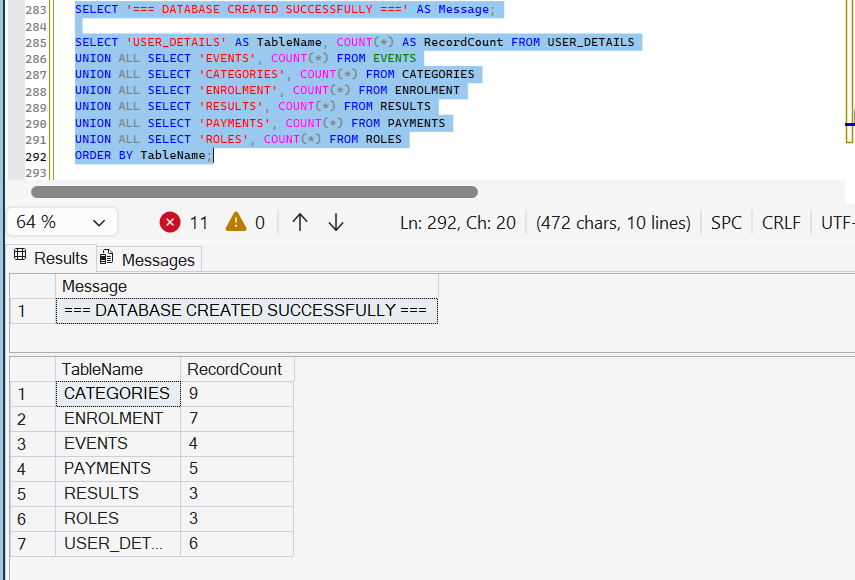 283 SELECT '=== DATABASE CREATED SUCCESSFULLY ===' AS Message;
284
285 SELECT 'USER_DETAILS' AS TableName, COUNT(*) AS RecordCount FROM USER_DETAILS
286 UNION ALL SELECT 'EVENTS', COUNT(*) FROM EVENTS
287 UNION ALL SELECT 'CATEGORIES', COUNT(*) FROM CATEGORIES
288 UNION ALL SELECT 'ENROLMENT', COUNT(*) FROM ENROLMENT
289 UNION ALL SELECT 'RESULTS', COUNT(*) FROM RESULTS
290 UNION ALL SELECT 'PAYMENTS', COUNT(*) FROM PAYMENTS
291 UNION ALL SELECT 'ROLES', COUNT(*) FROM ROLES
292 ORDER BY TableName;
293
64 % 11 0 Ln: 292, Ch: 20 (472 chars, 10 lines) SPC CRLF UTF-
Results Messages
Message
1 === DATABASE CREATED SUCCESSFULLY ===
TableName RecordCount
1 CATEGORIES 9
2 ENROLMENT 7
3 EVENTS 4
4 PAYMENTS 5
5 RESULTS 3
6 ROLES 3
7 USER_DET... 6